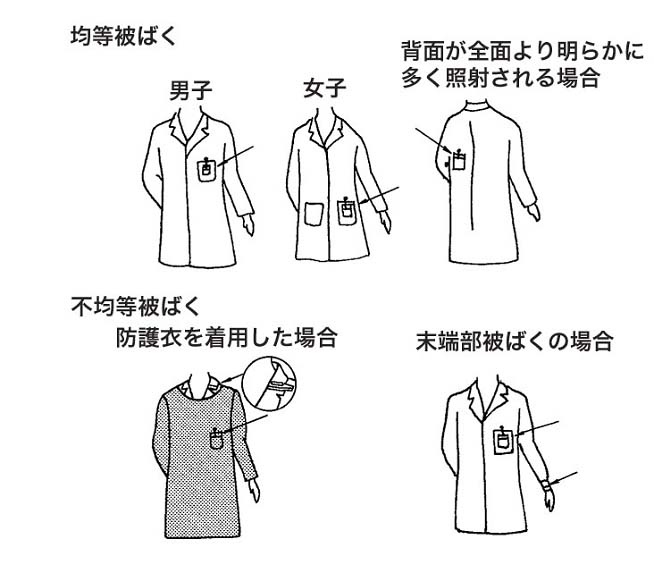 均等被ばく
男子
女子
背面が全面より明らかに
多く照射される場合
不均等被ばく
防護衣を着用した場合
末端部被ばくの場合